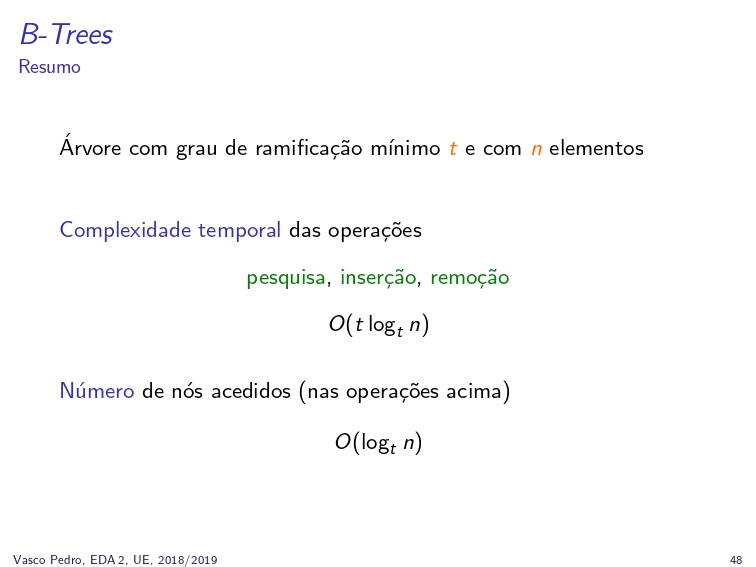 B-Trees
Resumo
Árvore com grau de ramificação mínimo t e com n elementos
Complexidade temporal das operações
pesquisa, inserção, remoção
O(t log_t n)
Número de nós acedidos (nas operações acima)
O(log_t n)
Vasco Pedro, EDA 2, UE, 2018/2019 48